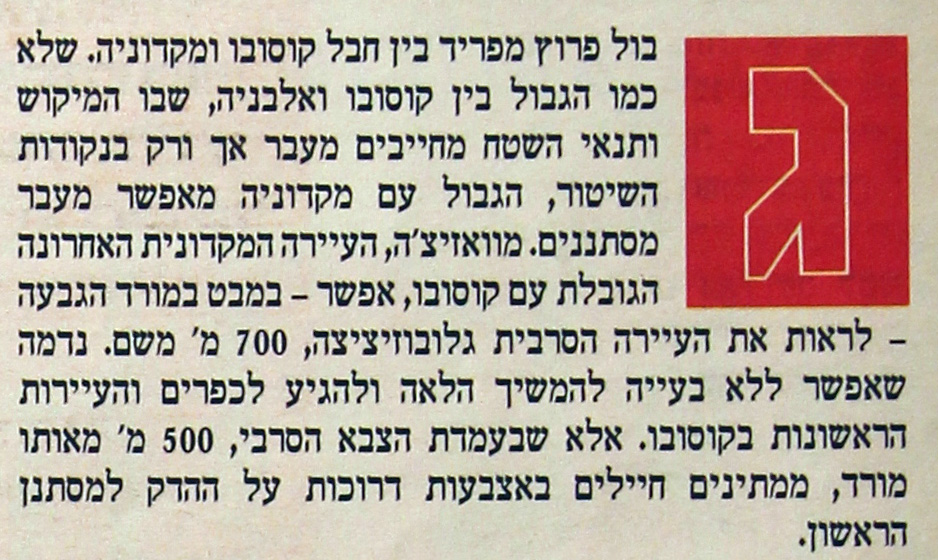 גבול פרוץ מפריד בין חבל קוסובו ומקדוניה. שלא
כמו הגבול בין קוסובו ואלבניה, שבו המיקוש
ותנאי השטח מחייבים מעבר אך ורק בנקודות
השיטור, הגבול עם מקדוניה מאפשר מעבר
מסתננים. מוואזיצ'ה, העיירה המקדונית האחרונה
הגובלת עם קוסובו, אפשר – במבט במורד הגבעה
– לראות את העיירה הסרבית גלובוזיציצה, 700 מ' משם. נדמה
שאפשר ללא בעייה להמשיך הלאה ולהגיע לכפרים והעיירות
הראשונות בקוסובו. אלא שבעמדת הצבא הסרבי, 500 מ' מאותו
מורד, ממתינים חיילים באצבעות דרוכות על ההדק למסתנן
הראשון.